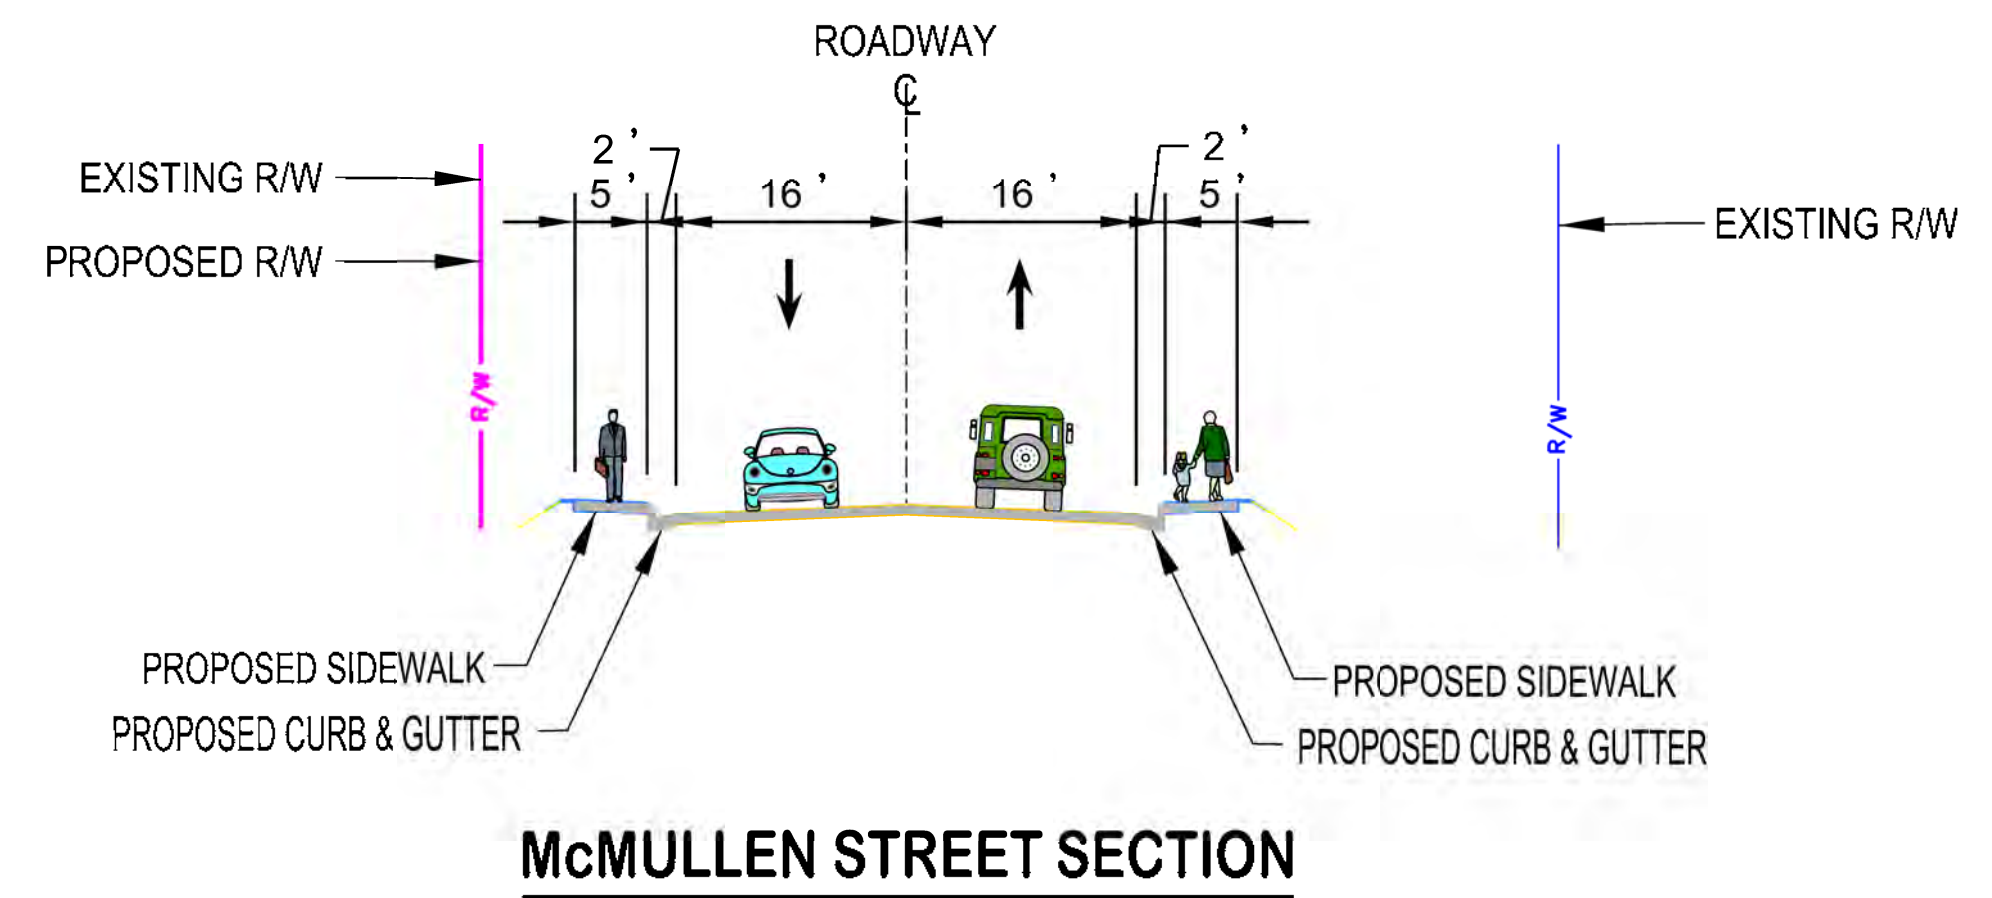 ROADWAY
CL
EXISTING R/W
PROPOSED R/W
2'
5'
16'
16'
2'
5'
EXISTING R/W
R/W
R/W
PROPOSED SIDEWALK
PROPOSED CURB & GUTTER
PROPOSED SIDEWALK
PROPOSED CURB & GUTTER
McMULLEN STREET SECTION